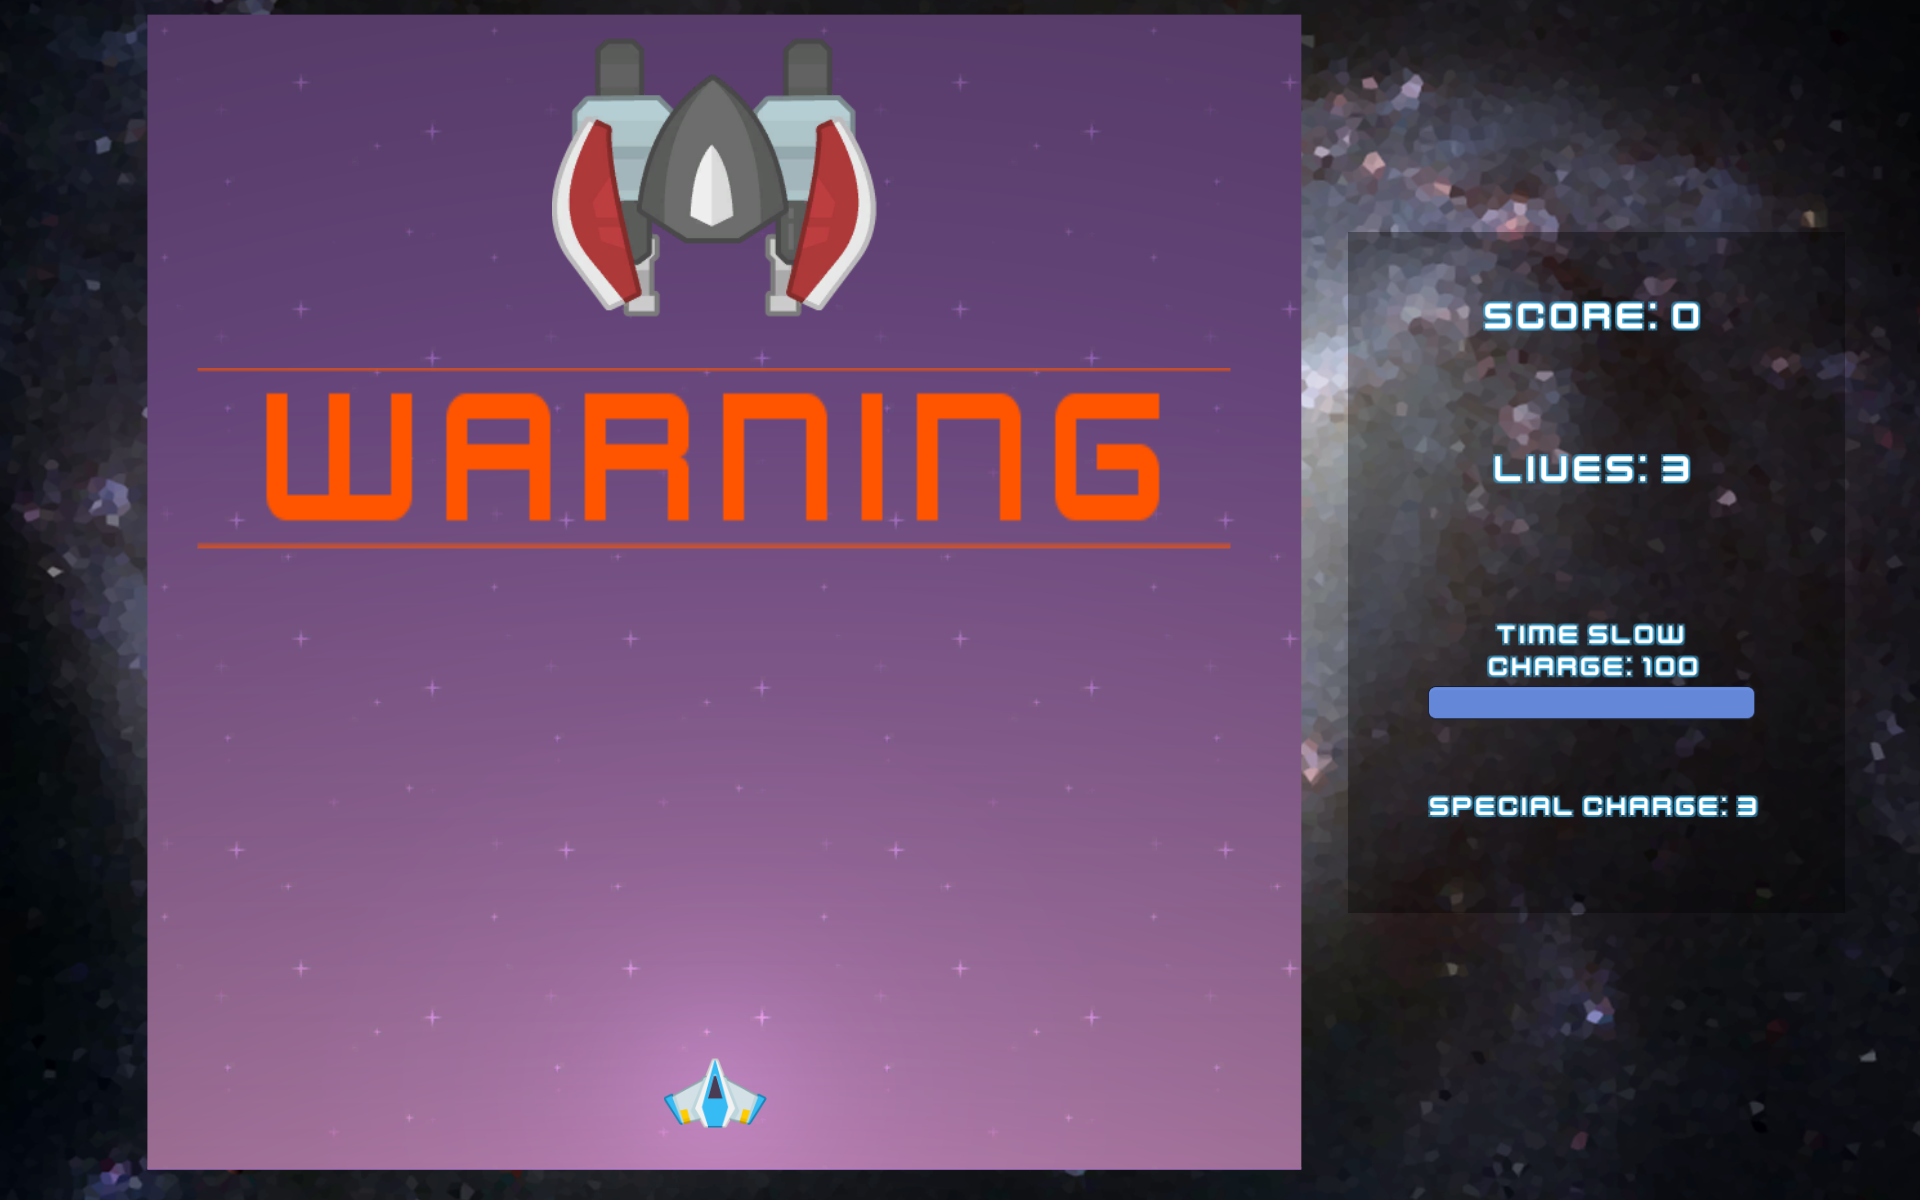 WARNING
SCORE: 0
LIVES: 3
TIME SLOW
CHARGE: 100
SPECIAL CHARGE: 3